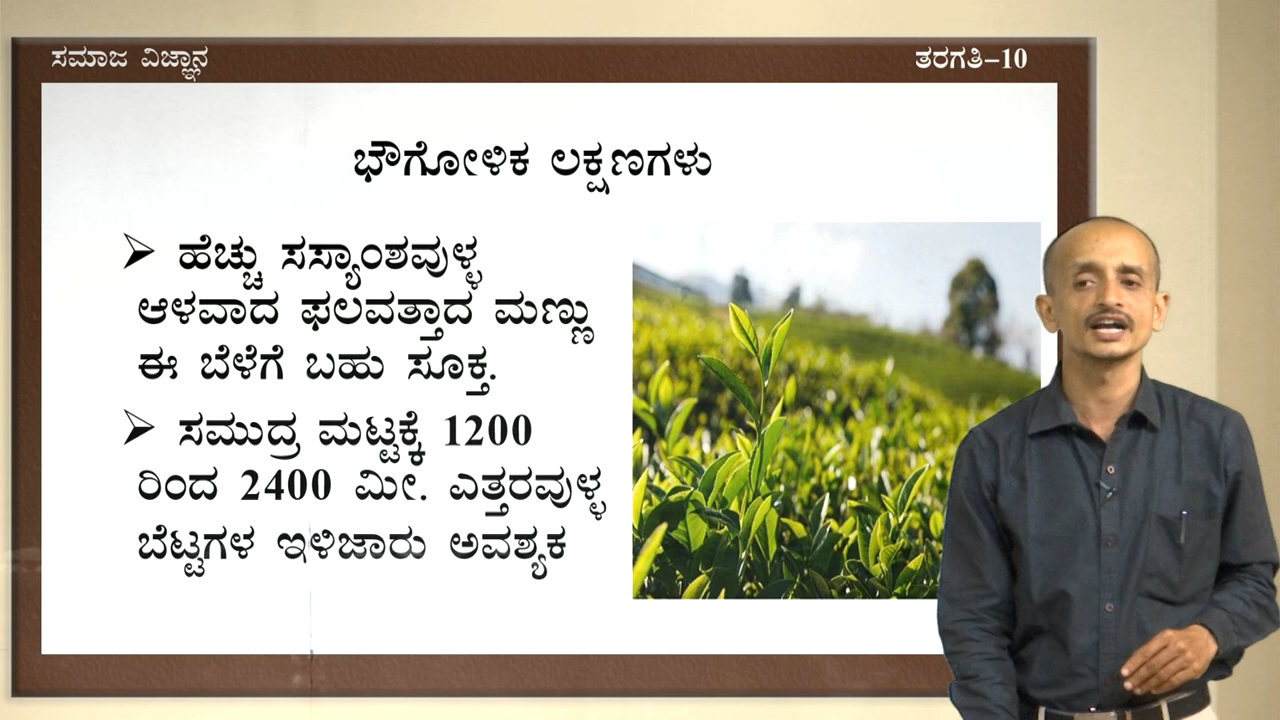 ಸಮಾಜ ವಿಜ್ಞಾನ
ತರಗತಿ-10
ಭೌಗೋಳಿಕ ಲಕ್ಷಣಗಳು
➢ ಹೆಚ್ಚು ಸಸ್ಯಾಂಶವುಳ್ಳ
ಆಳವಾದ ಫಲವತ್ತಾದ ಮಣ್ಣು
ಈ ಬೆಳೆಗೆ ಬಹು ಸೂಕ್ತ.
➢ ಸಮುದ್ರ ಮಟ್ಟಕ್ಕೆ 1200
ರಿಂದ 2400 ಮೀ. ಎತ್ತರವುಳ್ಳ
ಬೆಟ್ಟಗಳ ಇಳಿಜಾರು ಅವಶ್ಯಕ